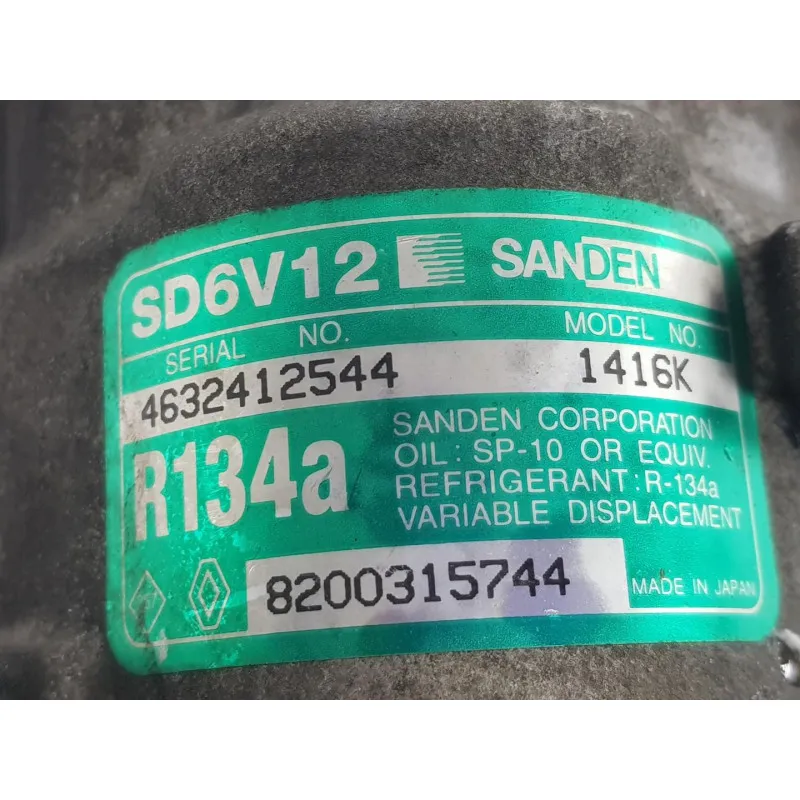 SD6V12 SANDEN
SERIAL NO. MODEL NO.
4632412544 1416K
R134a
SANDEN CORPORATION
OIL : SP-10 OR EQUIV.
REFRIGERANT : R-134a
VARIABLE DISPLACEMENT
8200315744
MADE IN JAPAN